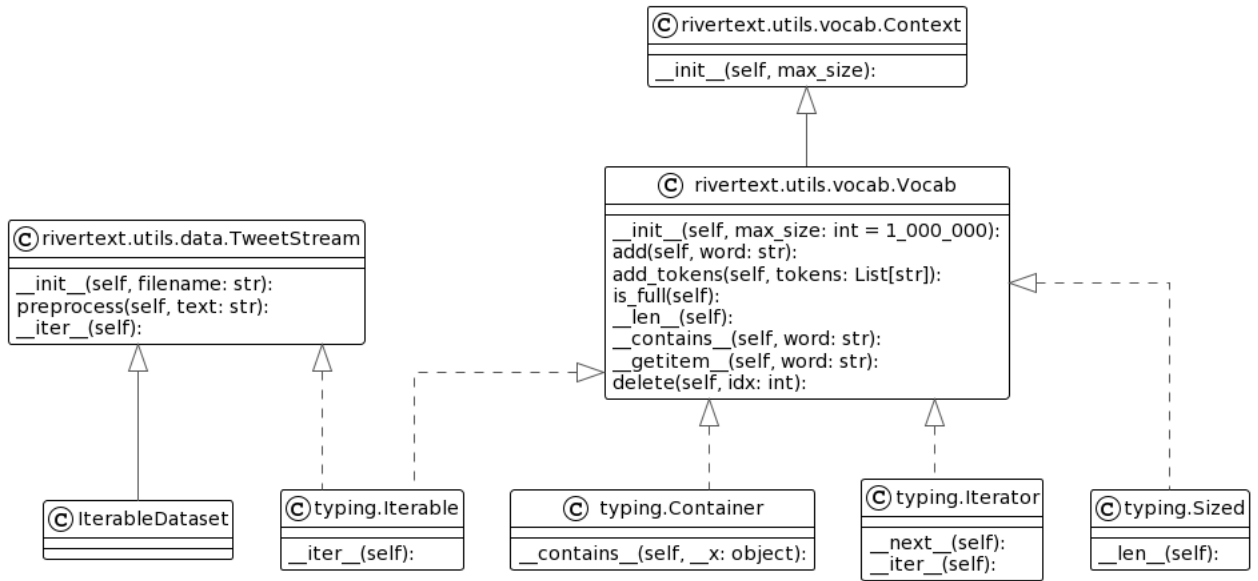 C rivertext.utils.vocab.Context
__init__(self, max_size):
C rivertext.utils.vocab.Vocab
__init__(self, max_size: int = 1_000_000):
add(self, word: str):
add_tokens(self, tokens: List[str]):
is_full(self):
__len__(self):
__contains__(self, word: str):
__getitem__(self, word: str):
delete(self, idx: int):
C rivertext.utils.data.TweetStream
__init__(self, filename: str):
preprocess(self, text: str):
__iter__(self):
C IterableDataset
C typing.Iterable
__iter__(self):
C typing.Container
__contains__(self, __x: object):
C typing.Iterator
__next__(self):
__iter__(self):
C typing.Sized
__len__(self):